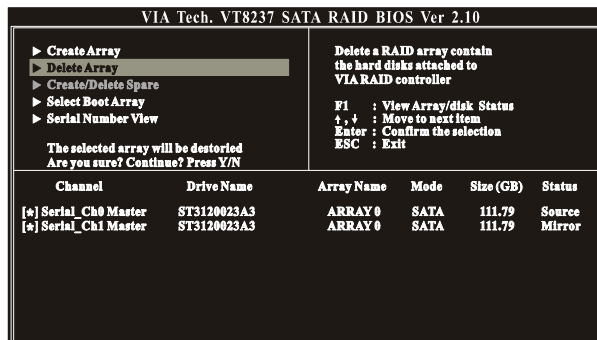 VIA Tech. VT8237 SATA RAID BIOS Ver 2.10
▶ Create Array
▶ Delete Array
▶ Create/Delete Spare
▶ Select Boot Array
▶ Serial Number View
The selected array will be destoried
Are you sure? Continue? Press Y/N
Delete a RAID array contain
the hard disks attached to
VIA RAID controller
F1 : View Array/disk Status
↑ , ↓ : Move to next item
Enter : Confirm the selection
ESC : Exit
Channel Drive Name Array Name Mode Size (GB) Status
[*] Serial_Ch0 Master ST3120023A3 ARRAY 0 SATA 111.79 Source
[*] Serial_Ch1 Master ST3120023A3 ARRAY 0 SATA 111.79 Mirror